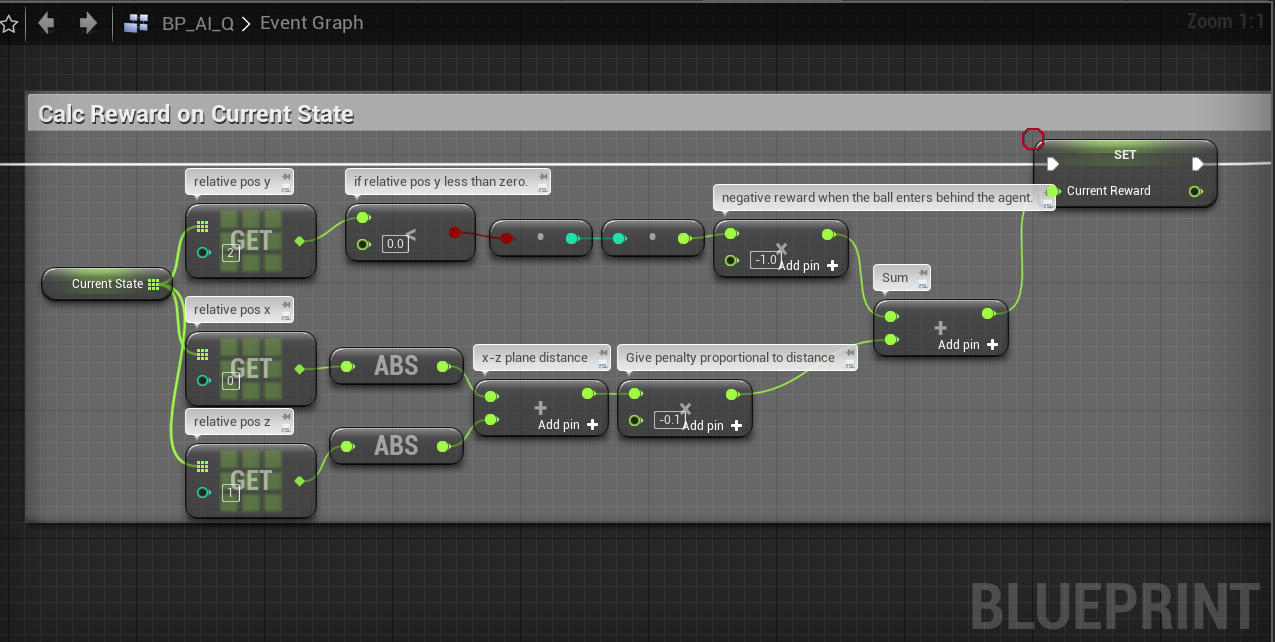 BP_AI_Q > Event Graph
Zoom 1:1
Calc Reward on Current State
SET
Current Reward
relative pos y
GET
2
if relative pos y less than zero.
<
0.0
negative reward when the ball enters behind the agent.
×
-1.0
Add pin +
Current State
Sum
+
Add pin +
relative pos x
GET
0
ABS
x-z plane distance
+
Add pin +
Give penalty proportional to distance
×
-0.1
Add pin +
relative pos z
GET
1
ABS
BLUEPRINT